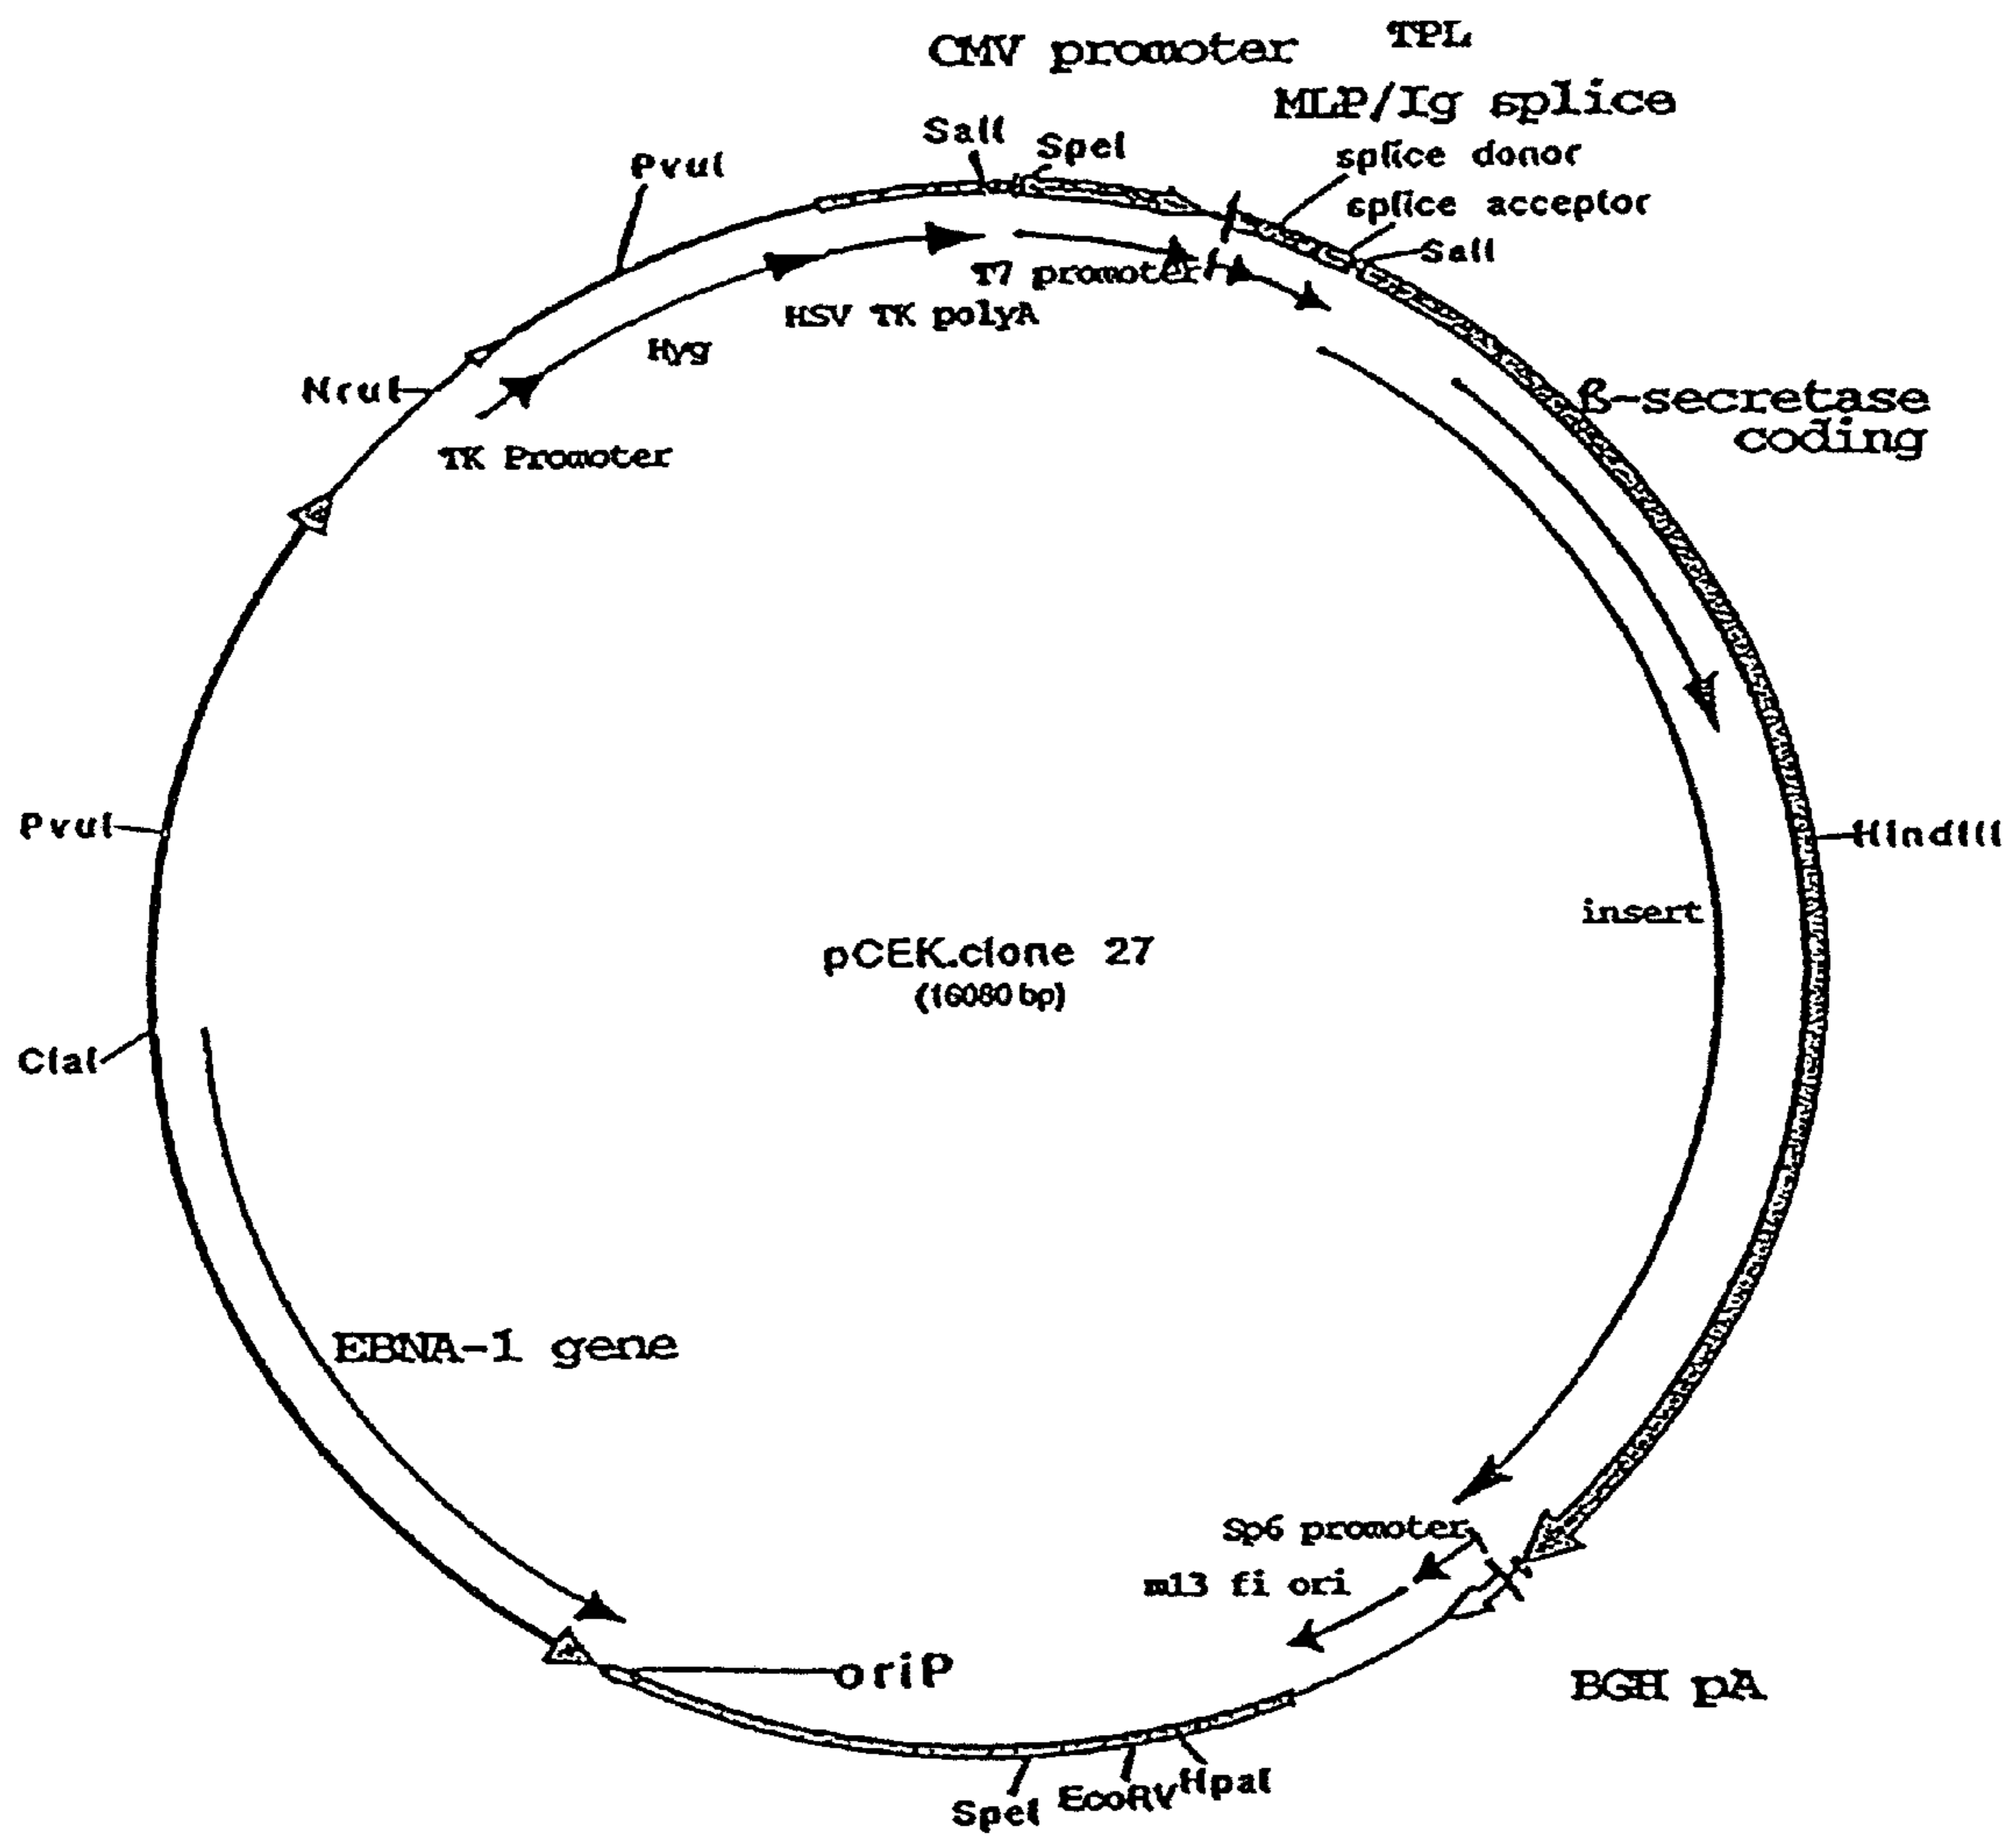 CMV promoter
TPL
MLP/Ig splice
SalI
SpeI
splice donor
splice acceptor
SalI
PvuI
T7 promoter
HSV TK polyA
Hyg
NruI
TK Promoter
ß-secretase
coding
PvuI
HindIII
insert
pCEK.clone 27
(16080 bp)
ClaI
EBNA-1 gene
Sp6 promoter
m13 fi ori
oriP
BGH pA
SpeI
EcoRV
HpaI